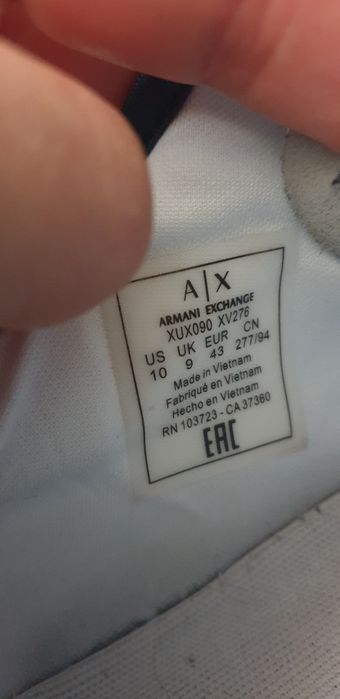 A|X
ARMANI EXCHANGE
XUX090 XV276
US UK EUR CN
10 9 43 277/94
Made in Vietnam
Fabriqué en Vietnam
Hecho en Vietnam
RN 103723 - CA 37360
EAC